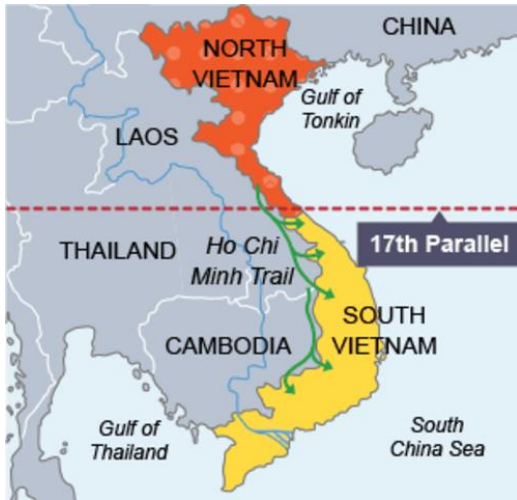 CHINA
NORTH
VIETNAM
Gulf of
Tonkin
LAOS
17th Parallel
THAILAND
Ho Chi
Minh Trail
SOUTH
VIETNAM
CAMBODIA
Gulf of
Thailand
South
China Sea